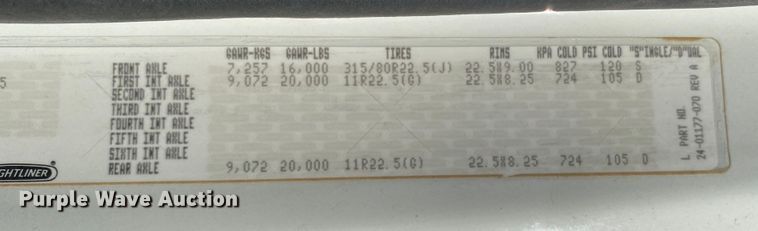 GAWR-KGS GAWR-LBS TIRES RIMS KPA COLD PSI COLD "S"INGLE/"D"UAL
FRONT AXLE 7,257 16,000 315/80R22.5(J) 22.5X9.00 827 120 S
5 FIRST INT AXLE 9,072 20,000 11R22.5(G) 22.5X8.25 724 105 D
SECOND INT AXLE
THIRD INT AXLE
FOURTH INT AXLE
FIFTH INT AXLE
SIXTH INT AXLE
REAR AXLE 9,072 20,000 11R22.5(G) 22.5X8.25 724 105 D
L PART NO.
24-01177-070 REV A
GHTLINER
Purple Wave Auction